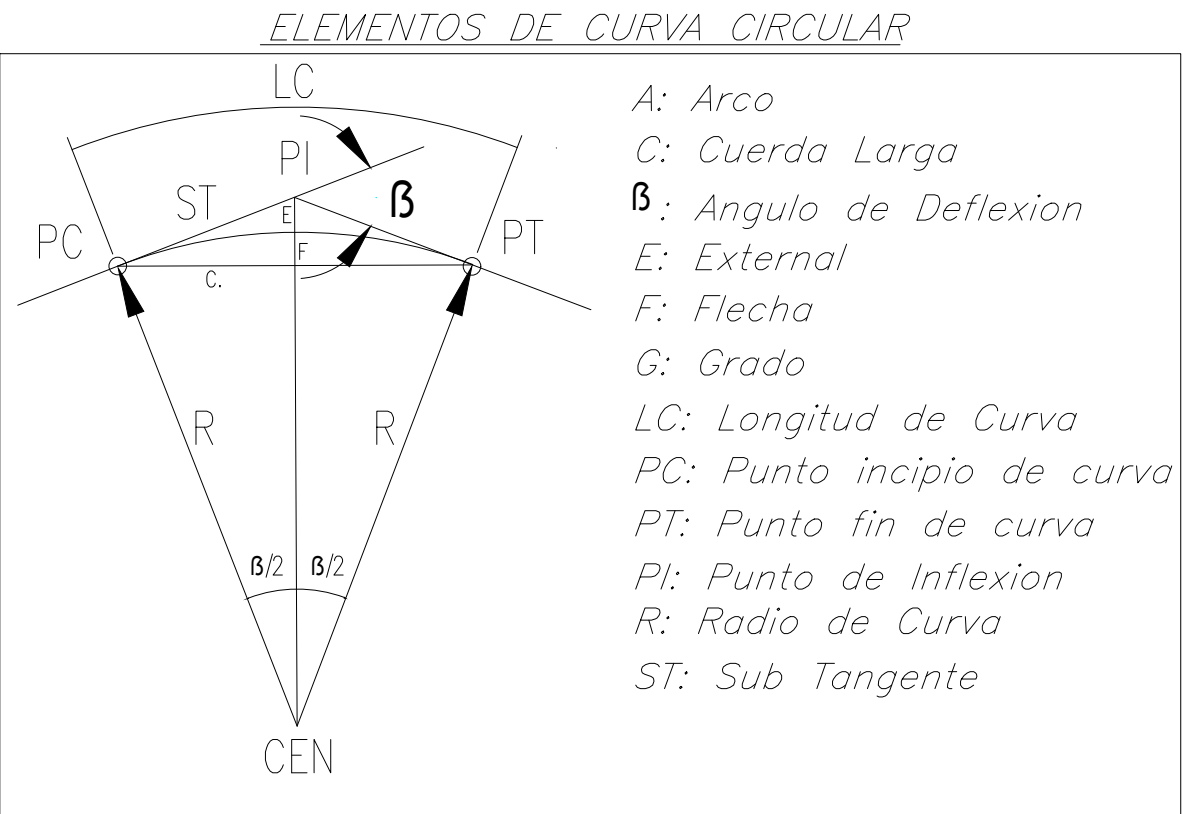 ELEMENTOS DE CURVA CIRCULAR
LC
PI
ST
E
ß
PC
PT
F
C.
R
R
ß/2
ß/2
CEN
A: Arco
C: Cuerda Larga
ß: Angulo de Deflexion
E: External
F: Flecha
G: Grado
LC: Longitud de Curva
PC: Punto incipio de curva
PT: Punto fin de curva
PI: Punto de Inflexion
R: Radio de Curva
ST: Sub Tangente